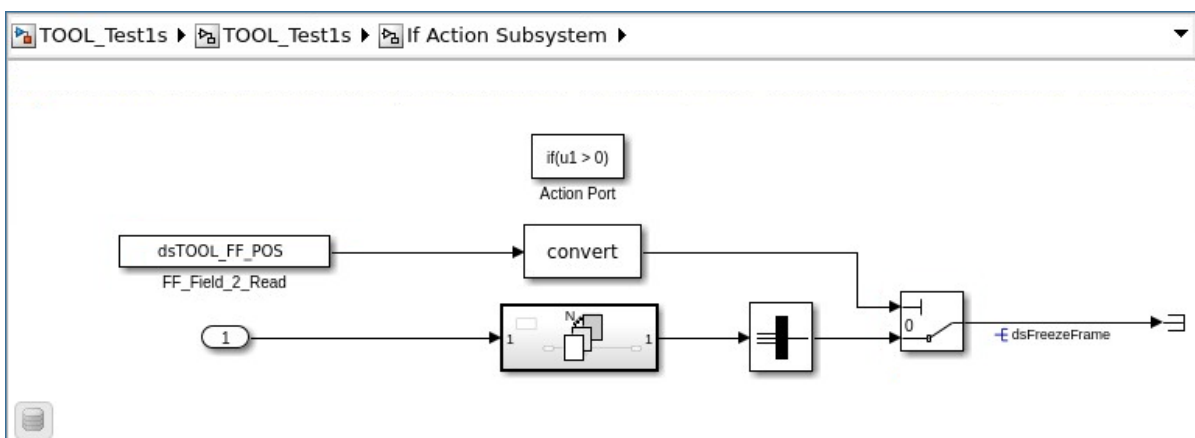 TOOL_Test1s TOOL_Test1s If Action Subsystem
if(u1 > 0)
Action Port
dsTOOL_FF_POS
convert
FF_Field_2_Read
N
0
1
1
1
dsFreezeFrame